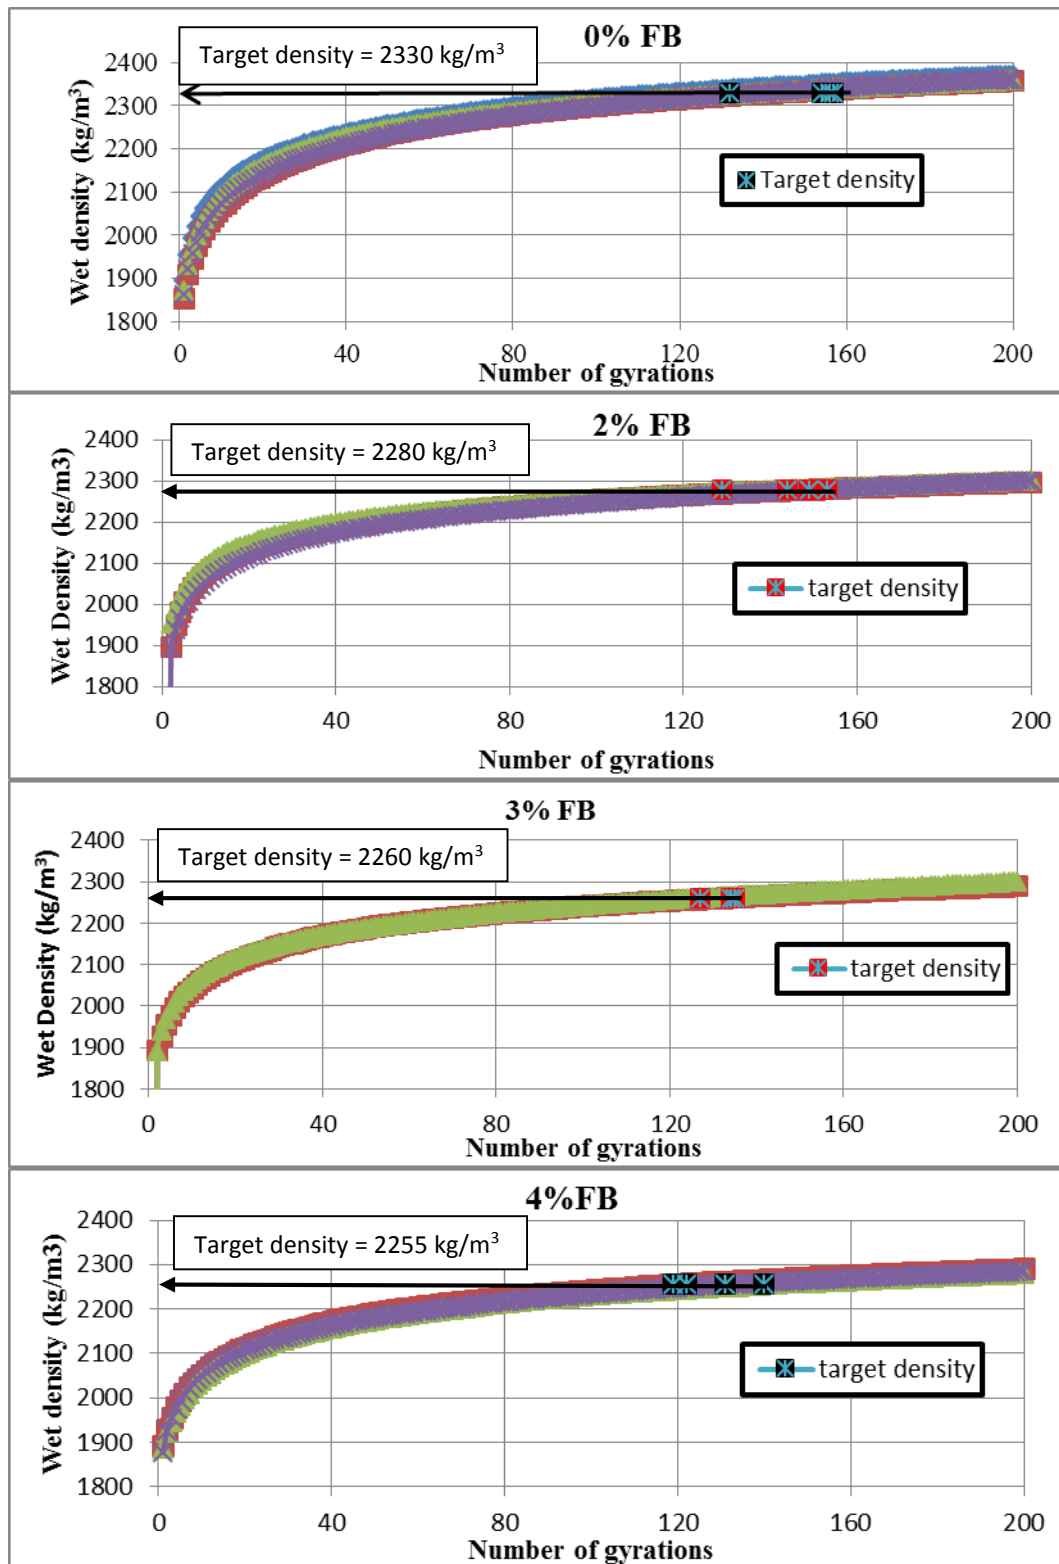 0% FB
Target density = 2330 kg/m³
Wet density (kg/m³)
2400
2300
2200
2100
2000
1900
1800
Target density
0 40 80 120 160 200
Number of gyrations
2% FB
Target density = 2280 kg/m³
Wet Density (kg/m3)
2400
2300
2200
2100
2000
1900
1800
target density
0 40 80 120 160 200
Number of gyrations
3% FB
Target density = 2260 kg/m³
Wet Density (kg/m³)
2400
2300
2200
2100
2000
1900
1800
target density
0 40 80 120 160 200
Number of gyrations
4%FB
Target density = 2255 kg/m³
Wet density (kg/m3)
2400
2300
2200
2100
2000
1900
1800
target density
0 40 80 120 160 200
Number of gyrations